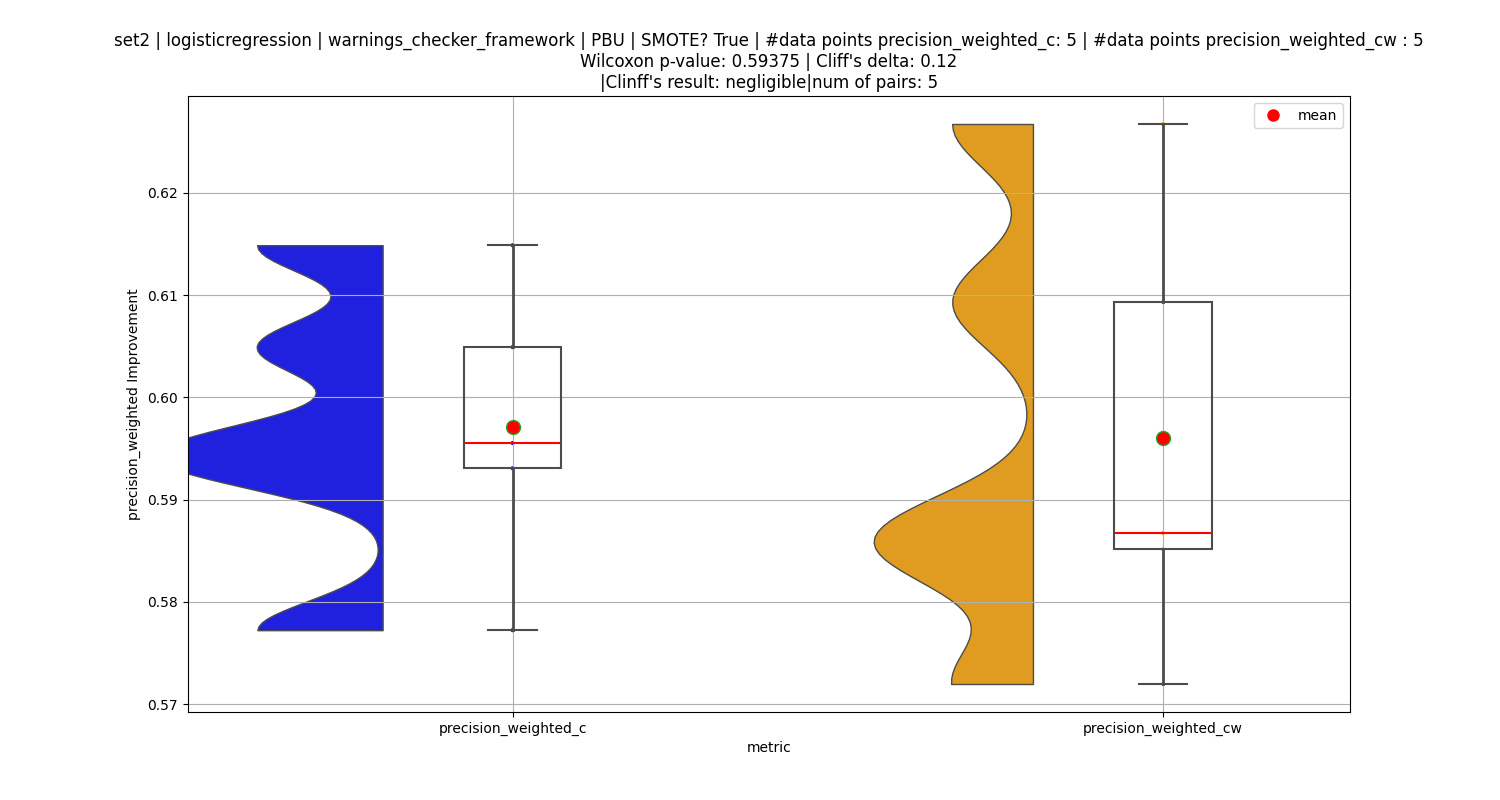 set2 | logisticregression | warnings_checker_framework | PBU | SMOTE? True | #data points precision_weighted_c: 5 | #data points precision_weighted_cw : 5
Wilcoxon p-value: 0.59375 | Cliff's delta: 0.12
|Clinff's result: negligible|num of pairs: 5
mean
precision_weighted Improvement
0.62
0.61
0.60
0.59
0.58
0.57
precision_weighted_c
precision_weighted_cw
metric